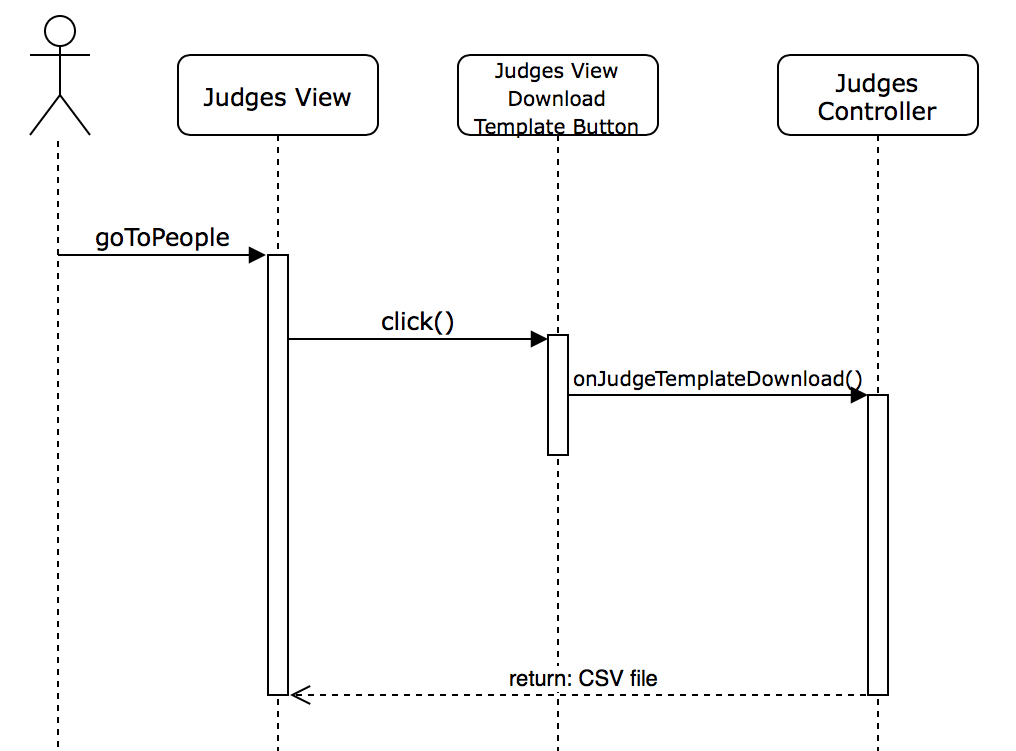 Judges View
Judges View
Download
Template Button
Judges
Controller
goToPeople
click()
onJudgeTemplateDownload()
return: CSV file